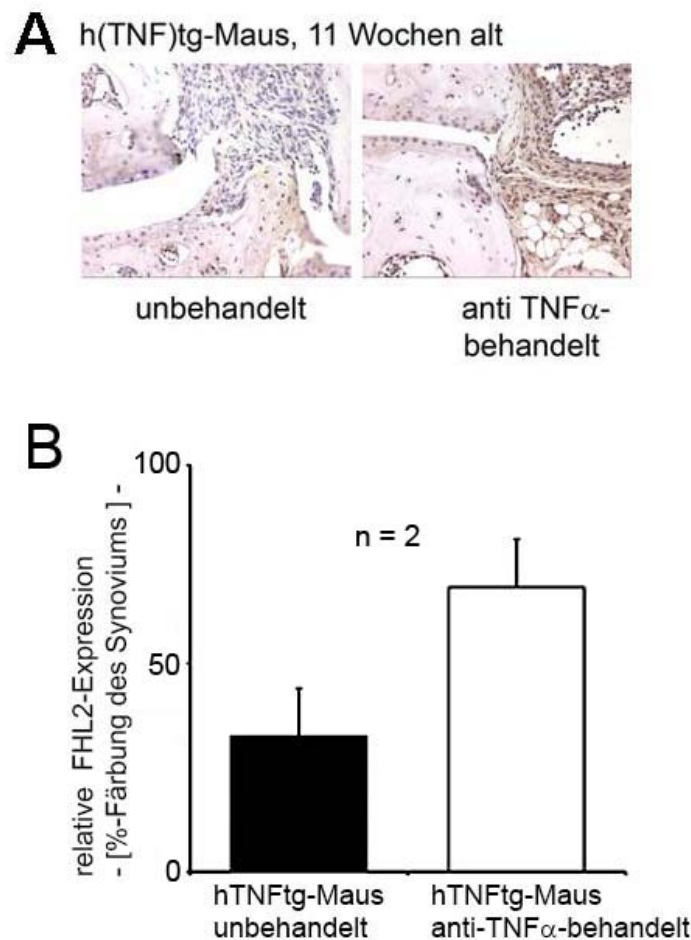 A
h(TNF)tg-Maus, 11 Wochen alt
unbehandelt
anti TNFα-
behandelt
B
relative FHL2-Expression
- [%-Färbung des Synoviums ] -
100
50
0
n = 2
hTNFtg-Maus
unbehandelt
hTNFtg-Maus
anti-TNFα-behandelt